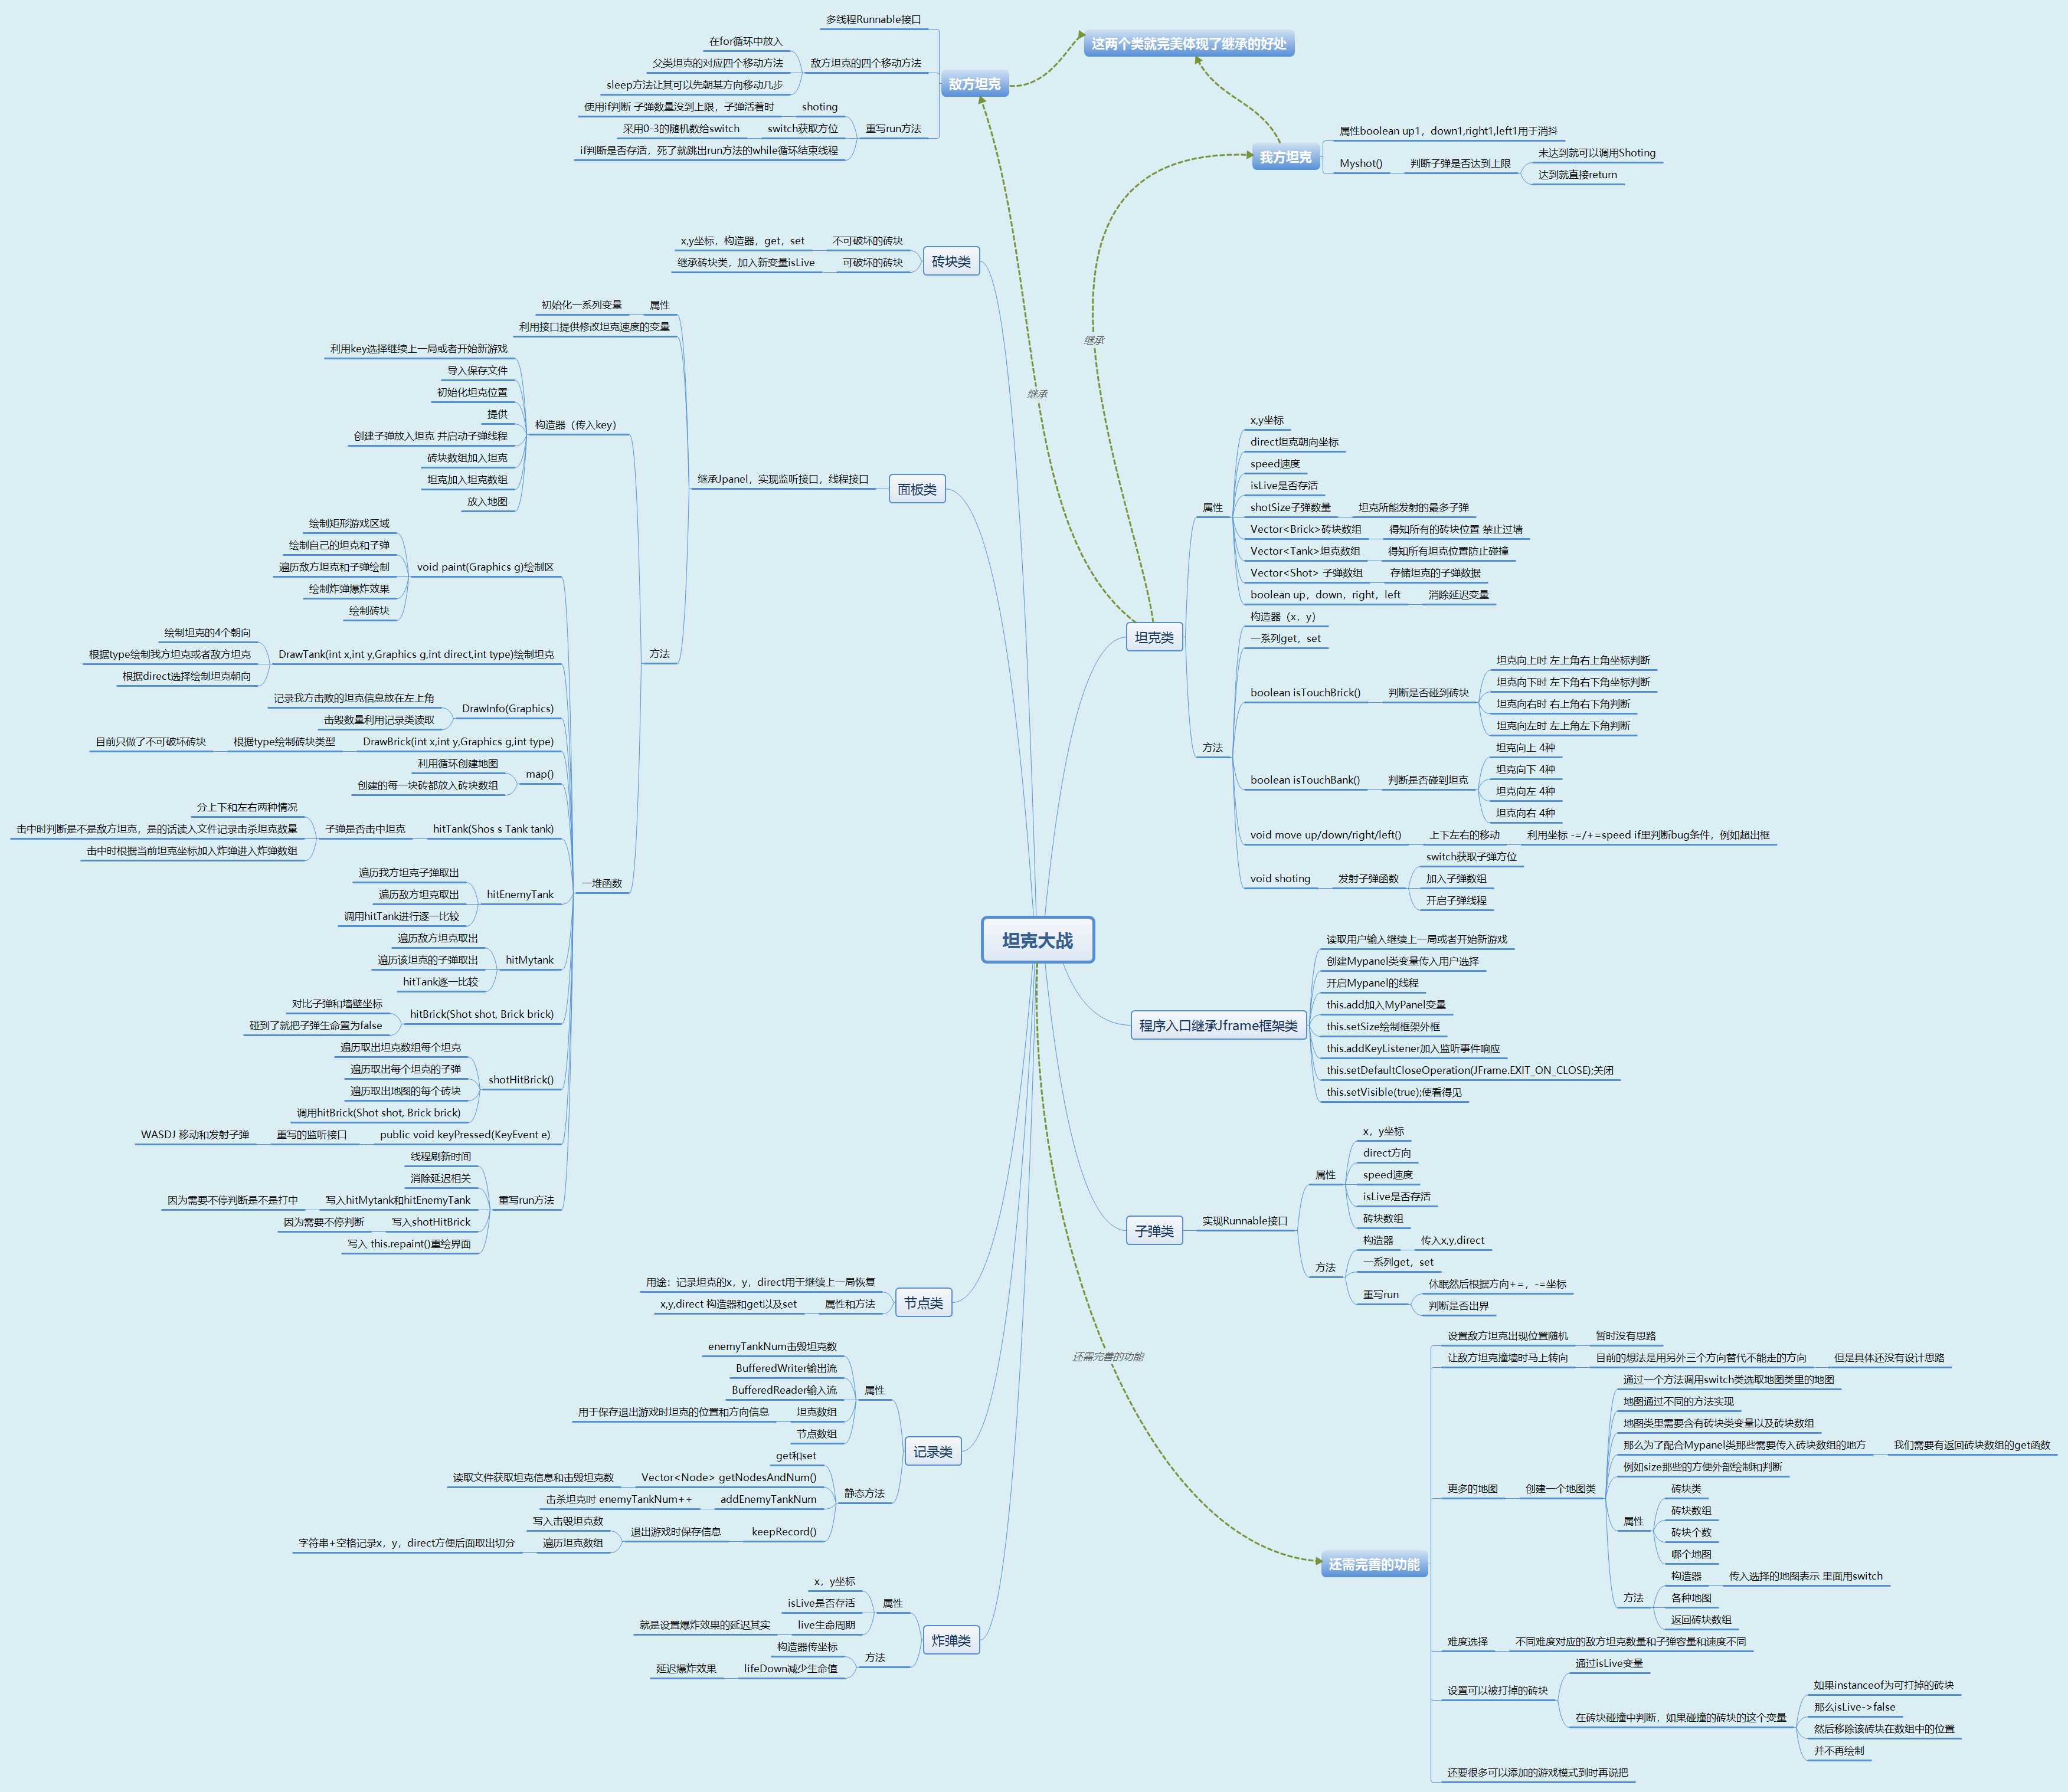 多线程Runnable接口
在for循环中放入
父类坦克的对应四个移动方法
敌方坦克的四个移动方法
sleep方法让其可以先朝某方向移动几步
敌方坦克
使用if判断 子弹数量没到上限，子弹活着时
shoting
采用0-3的随机数给switch
switch获取方位
重写run方法
if判断是否存活，死了就跳出run方法的while循环结束线程
这两个类就完美体现了继承的好处
我方坦克
属性boolean up1，down1,right1,left1用于消抖
Myshot()
判断子弹是否达到上限
未达到就可以调用Shoting
达到就直接return
继承
继承
x,y坐标，构造器，get，set
不可破坏的砖块
继承砖块类，加入新变量isLive
可破坏的砖块
砖块类
初始化一系列变量
属性
利用接口提供修改坦克速度的变量
利用key选择继续上一局或者开始新游戏
导入保存文件
初始化坦克位置
提供
创建子弹放入坦克 并启动子弹线程
砖块数组加入坦克
坦克加入坦克数组
放入地图
构造器（传入key）
继承Jpanel，实现监听接口，线程接口
面板类
绘制矩形游戏区域
绘制自己的坦克和子弹
遍历敌方坦克和子弹绘制
绘制炸弹爆炸效果
绘制砖块
void paint(Graphics g)绘制区
绘制坦克的4个朝向
根据type绘制我方坦克或者敌方坦克
根据direct选择绘制坦克朝向
DrawTank(int x,int y,Graphics g,int direct,int type)绘制坦克
方法
记录我方击败的坦克信息放在左上角
击毁数量利用记录类读取
DrawInfo(Graphics)
目前只做了不可破坏砖块
根据type绘制砖块类型
DrawBrick(int x,int y,Graphics g,int type)
利用循环创建地图
创建的每一块砖都放入砖块数组
map()
分上下和左右两种情况
击中时判断是不是敌方坦克，是的活读入文件记录击杀坦克数量
击中时根据当前坦克坐标加入炸弹进入炸弹数组
子弹是否击中坦克
hitTank(Shos s Tank tank)
一堆函数
遍历我方坦克子弹取出
遍历敌方坦克取出
调用hitTank进行逐一比较
hitEnemyTank
遍历敌方坦克取出
遍历该坦克的子弹取出
hitTank逐一比较
hitMytank
对比子弹和墙壁坐标
碰到了就把子弹生命置为false
hitBrick(Shot shot, Brick brick)
遍历取出坦克数组每个坦克
遍历取出每个坦克的子弹
遍历取出地图的每个砖块
调用hitBrick(Shot shot, Brick brick)
shotHitBrick()
WASDJ 移动和发射子弹
重写的监听接口
public void keyPressed(KeyEvent e)
线程刷新时间
消除延迟相关
因为需要不停判断是不是打中
写入hitMytank和hitEnemyTank
因为需要不停判断
写入shotHitBrick
写入 this.repaint()重绘界面
重写run方法
用途：记录坦克的x，y，direct用于继续上一局恢复
x,y,direct 构造器和get以及set
属性和方法
节点类
enemyTankNum击毁坦克数
BufferedWriter输出流
BufferedReader输入流
用于保存退出游戏时坦克的位置和方向信息
坦克数组
节点数组
属性
记录类
get和set
读取文件获取坦克信息和击毁坦克数
Vector<Node> getNodesAndNum()
击杀坦克时 enemyTankNum++
addEnemyTankNum
写入击毁坦克数
字符串+空格记录x，y，direct方便后面取出切分
遍历坦克数组
退出游戏时保存信息
keepRecord()
静态方法
x，y坐标
isLive是否存活
就是设置爆炸效果的延迟其实
live生命周期
属性
构造器传坐标
延迟爆炸效果
lifeDown减少生命值
方法
炸弹类
坦克大战
坦克类
属性
x,y坐标
direct坦克朝向坐标
speed速度
isLive是否存活
shotSize子弹数量
坦克所能发射的最多子弹
Vector<Brick>砖块数组
得知所有的砖块位置 禁止过墙
Vector<Tank>坦克数组
得知所有坦克位置防止碰撞
Vector<Shot> 子弹数组
存储坦克的子弹数据
boolean up，down，right，left
消除延迟变量
方法
构造器（x，y）
一系列get，set
boolean isTouchBrick()
判断是否碰到砖块
坦克向上时 左上角右上角坐标判断
坦克向下时 左下角右下角坐标判断
坦克向右时 右上角右下角判断
坦克向左时 左上角左下角判断
boolean isTouchBank()
判断是否碰到坦克
坦克向上 4种
坦克向下 4种
坦克向左 4种
坦克向右 4种
void move up/down/right/left()
上下左右的移动
利用坐标 -=/+=speed if里判断bug条件，例如超出框
void shoting
发射子弹函数
switch获取子弹方位
加入子弹数组
开启子弹线程
程序入口继承Jframe框架类
读取用户输入继续上一局或者开始新游戏
创建Mypanel类变量传入用户选择
开启Mypanel的线程
this.add加入MyPanel变量
this.setSize绘制框架外框
this.addKeyListener加入监听事件响应
this.setDefaultCloseOperation(JFrame.EXIT_ON_CLOSE);关闭
this.setVisible(true);使看得见
子弹类
实现Runnable接口
属性
x，y坐标
direct方向
speed速度
isLive是否存活
砖块数组
方法
构造器
传入x,y,direct
一系列get，set
重写run
休眠然后根据方向+=，-=坐标
判断是否出界
还需完善的功能
还需完善的功能
设置敌方坦克出现位置随机
暂时没有思路
让敌方坦克撞墙时马上转向
目前的想法是用另外三个方向替代不能走的方向
但是具体还没有设计思路
更多的地图
创建一个地图类
通过一个方法调用switch类选取地图类里的地图
地图通过不同的方法实现
地图类里需要含有砖块类变量以及砖块数组
那么为了配合Mypanel类那些需要传入砖块数组的地方
我们需要有返回砖块数组的get函数
例如size那些的方便外部绘制和判断
属性
砖块类
砖块数组
砖块个数
哪个地图
方法
构造器
传入选择的地图表示 里面用switch
各种地图
返回砖块数组
难度选择
不同难度对应的敌方坦克数量和子弹容量和速度不同
设置可以被打掉的砖块
通过isLive变量
在砖块碰撞中判断，如果碰撞的砖块的这个变量
如果instanceof为可打掉的砖块
那么isLive->false
然后移除该砖块在数组中的位置
并不再绘制
还要很多可以添加的游戏模式到时再说把